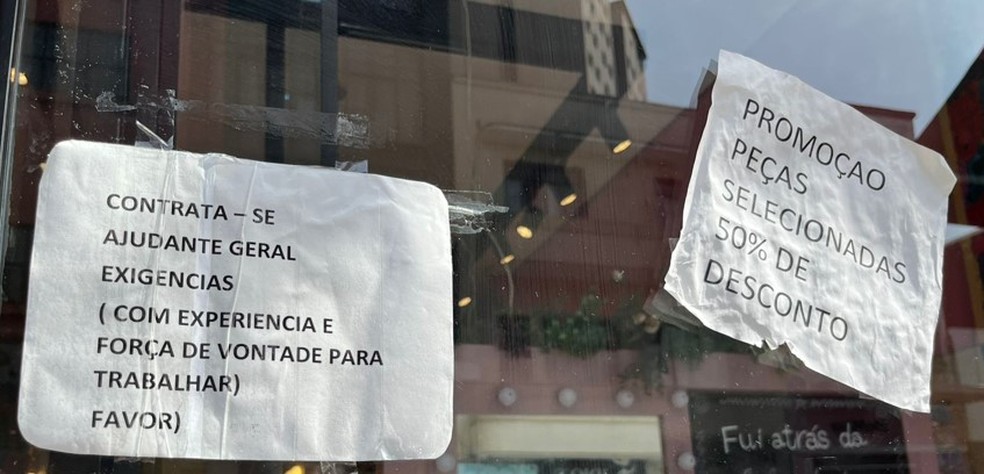 CONTRATA – SE
AJUDANTE GERAL
EXIGENCIAS
( COM EXPERIENCIA E
FORÇA DE VONTADE PARA
TRABALHAR)
FAVOR)
PROMOÇAO
PEÇAS
SELECIONADAS
50% DE
DESCONTO
Fui atrás da